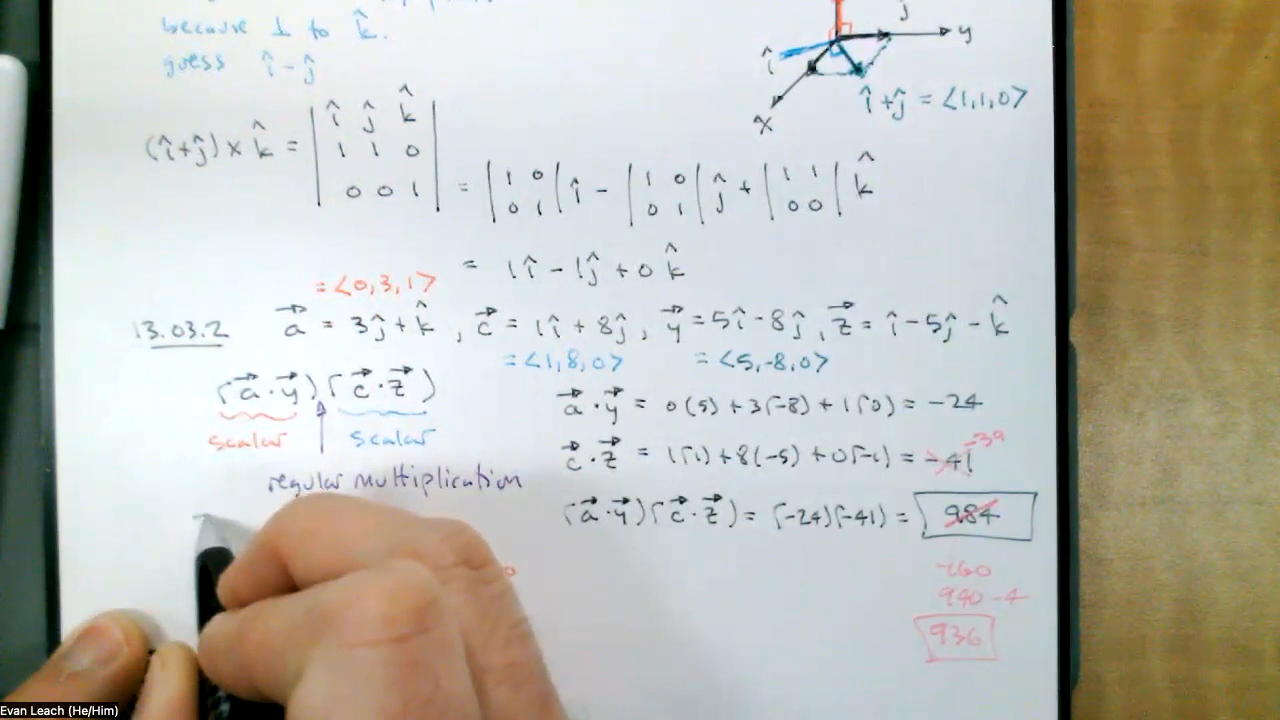 because ⊥ to k̂.
guess î - ĵ
j
y
î
x
î + ĵ = <1,1,0>
(î+ĵ) × k̂ = | î ĵ k̂ |
1 1 0
0 0 1
= | 1 0 | î - | 1 0 | ĵ + | 1 1 | k̂
0 1 0 1 0 0
= 1î - 1ĵ + 0k̂
= <0,3,1>
13.03.2 a⃗ = 3ĵ + k̂, c⃗ = 1î + 8ĵ, y⃗ = 5î - 8ĵ, z⃗ = î - 5ĵ - k̂
= <1,8,0> = <5,-8,0>
(a⃗·y⃗)(c⃗·z⃗)
scalar scalar
regular multiplication
a⃗·y⃗ = 0(5) + 3(-8) + 1(0) = -24
c⃗·z⃗ = 1(1) + 8(-5) + 0(-1) = -41 -39
(a⃗·y⃗)(c⃗·z⃗) = (-24)(-41) = 984
940 - 4
936
Evan Leach (He/Him)